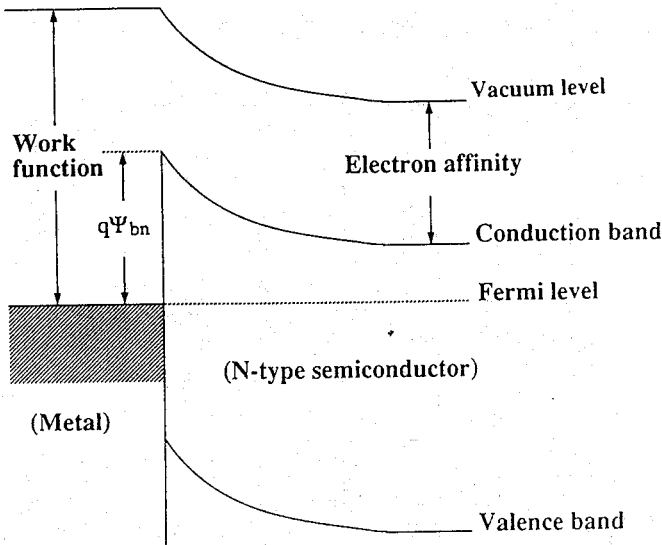 Vacuum level
Work
function
Electron affinity
qΨbn
Conduction band
Fermi level
(N-type semiconductor)
(Metal)
Valence band